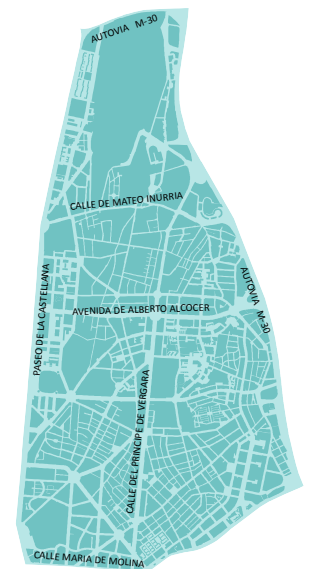 AUTOVIA M-30
CALLE DE MATEO INURRIA
PASEO DE LA CASTELLANA
AUTOVIA M-30
AVENIDA DE ALBERTO ALCOCER
CALLE DEL PRINCIPE DE VERGARA
CALLE MARIA DE MOLINA